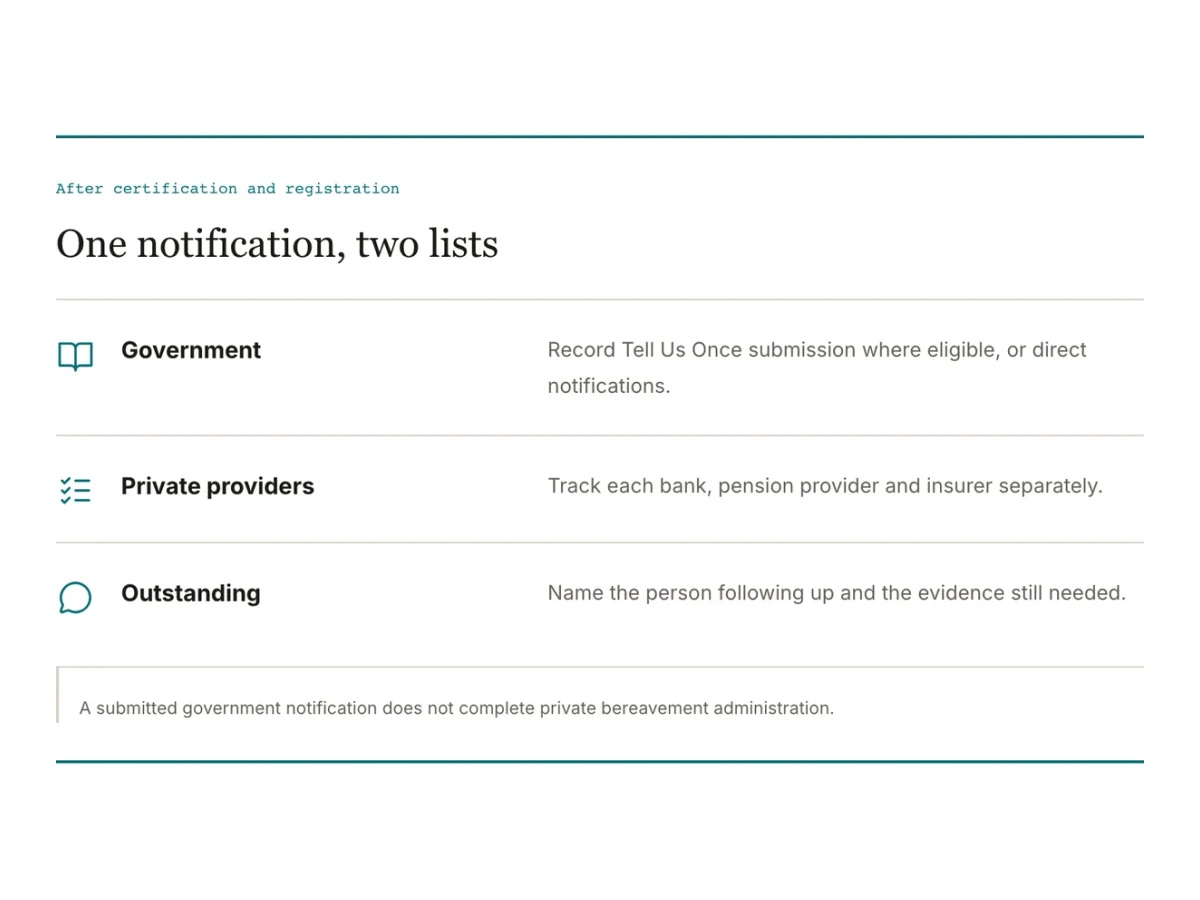 After certification and registration
One notification, two lists
Government
Record Tell Us Once submission where eligible, or direct
notifications.
Private providers
Track each bank, pension provider and insurer separately.
Outstanding
Name the person following up and the evidence still needed.
A submitted government notification does not complete private bereavement administration.